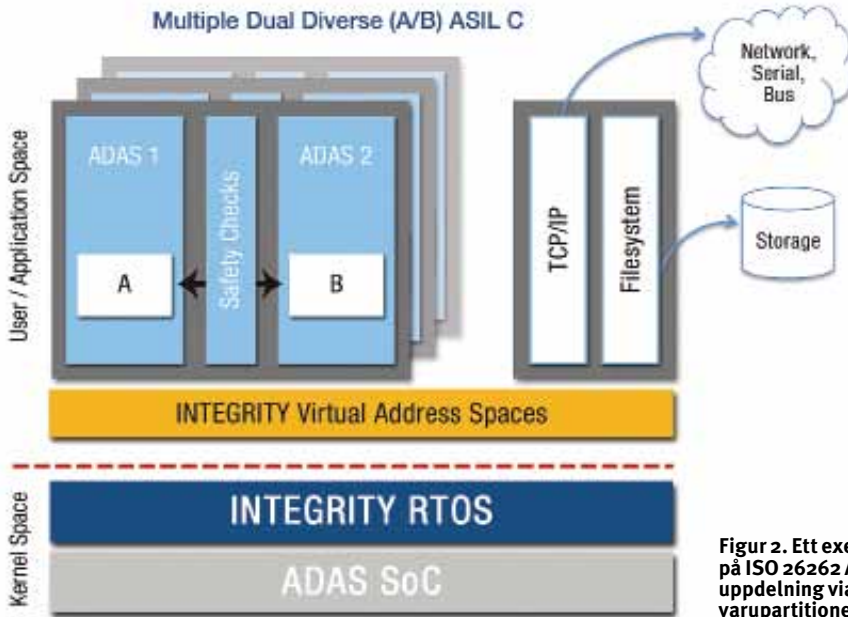 Multiple Dual Diverse (A/B) ASIL C
User / Application Space
ADAS 1
Safety Checks
ADAS 2
A
B
TCP/IP
Filesystem
Network,
Serial,
Bus
Storage
INTEGRITY Virtual Address Spaces
Kernel Space
INTEGRITY RTOS
ADAS SoC
Figur 2. Ett
på ISO 26262
uppdelning via